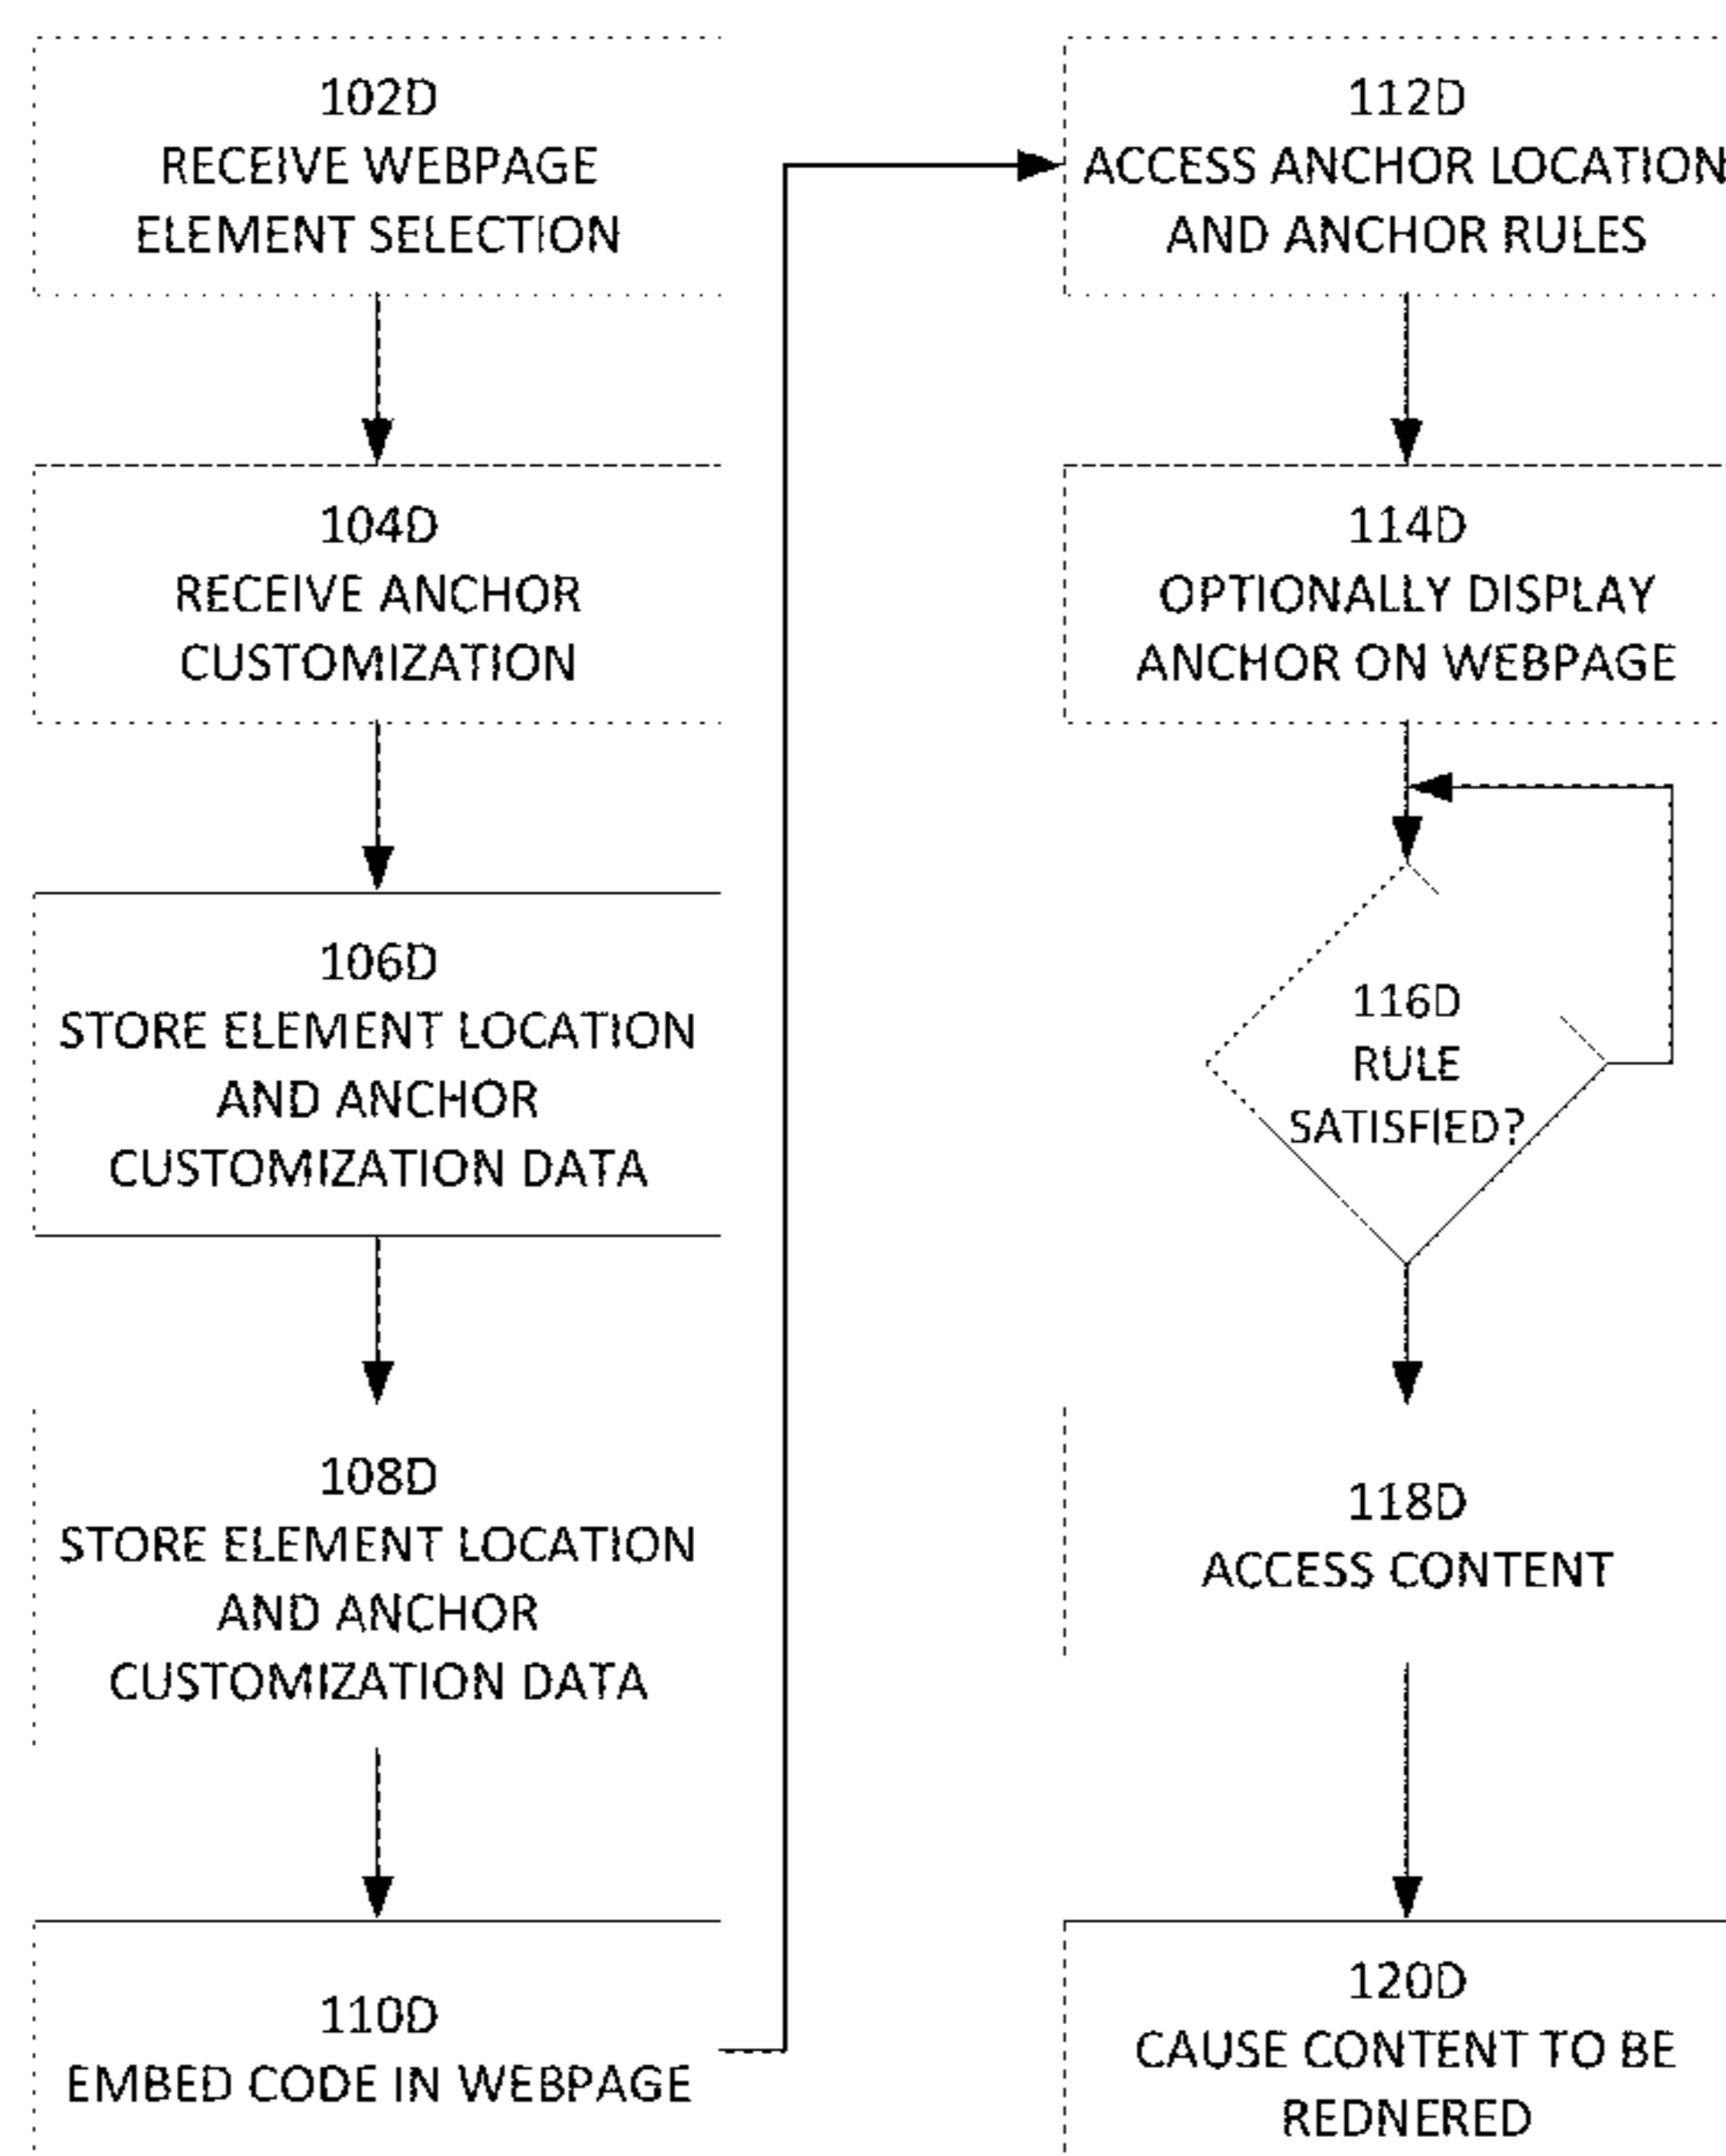 102D
RECEIVE WEBPAGE
ELEMENT SELECTION
104D
RECEIVE ANCHOR
CUSTOMIZATION
106D
STORE ELEMENT LOCATION
AND ANCHOR
CUSTOMIZATION DATA
108D
STORE ELEMENT LOCATION
AND ANCHOR
CUSTOMIZATION DATA
110D
EMBED CODE IN WEBPAGE
112D
ACCESS ANCHOR LOCATION
AND ANCHOR RULES
114D
OPTIONALLY DISPLAY
ANCHOR ON WEBPAGE
116D
RULE
SATISFIED?
118D
ACCESS CONTENT
120D
CAUSE CONTENT TO BE
REDNERED